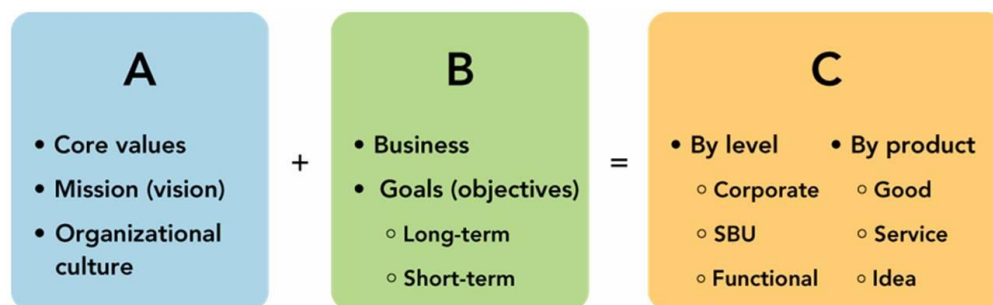 A
• Core values
• Mission (vision)
• Organizational
culture
+
B
• Business
• Goals (objectives)
○ Long-term
○ Short-term
=
C
• By level
○ Corporate
○ SBU
○ Functional
• By product
○ Good
○ Service
○ Idea